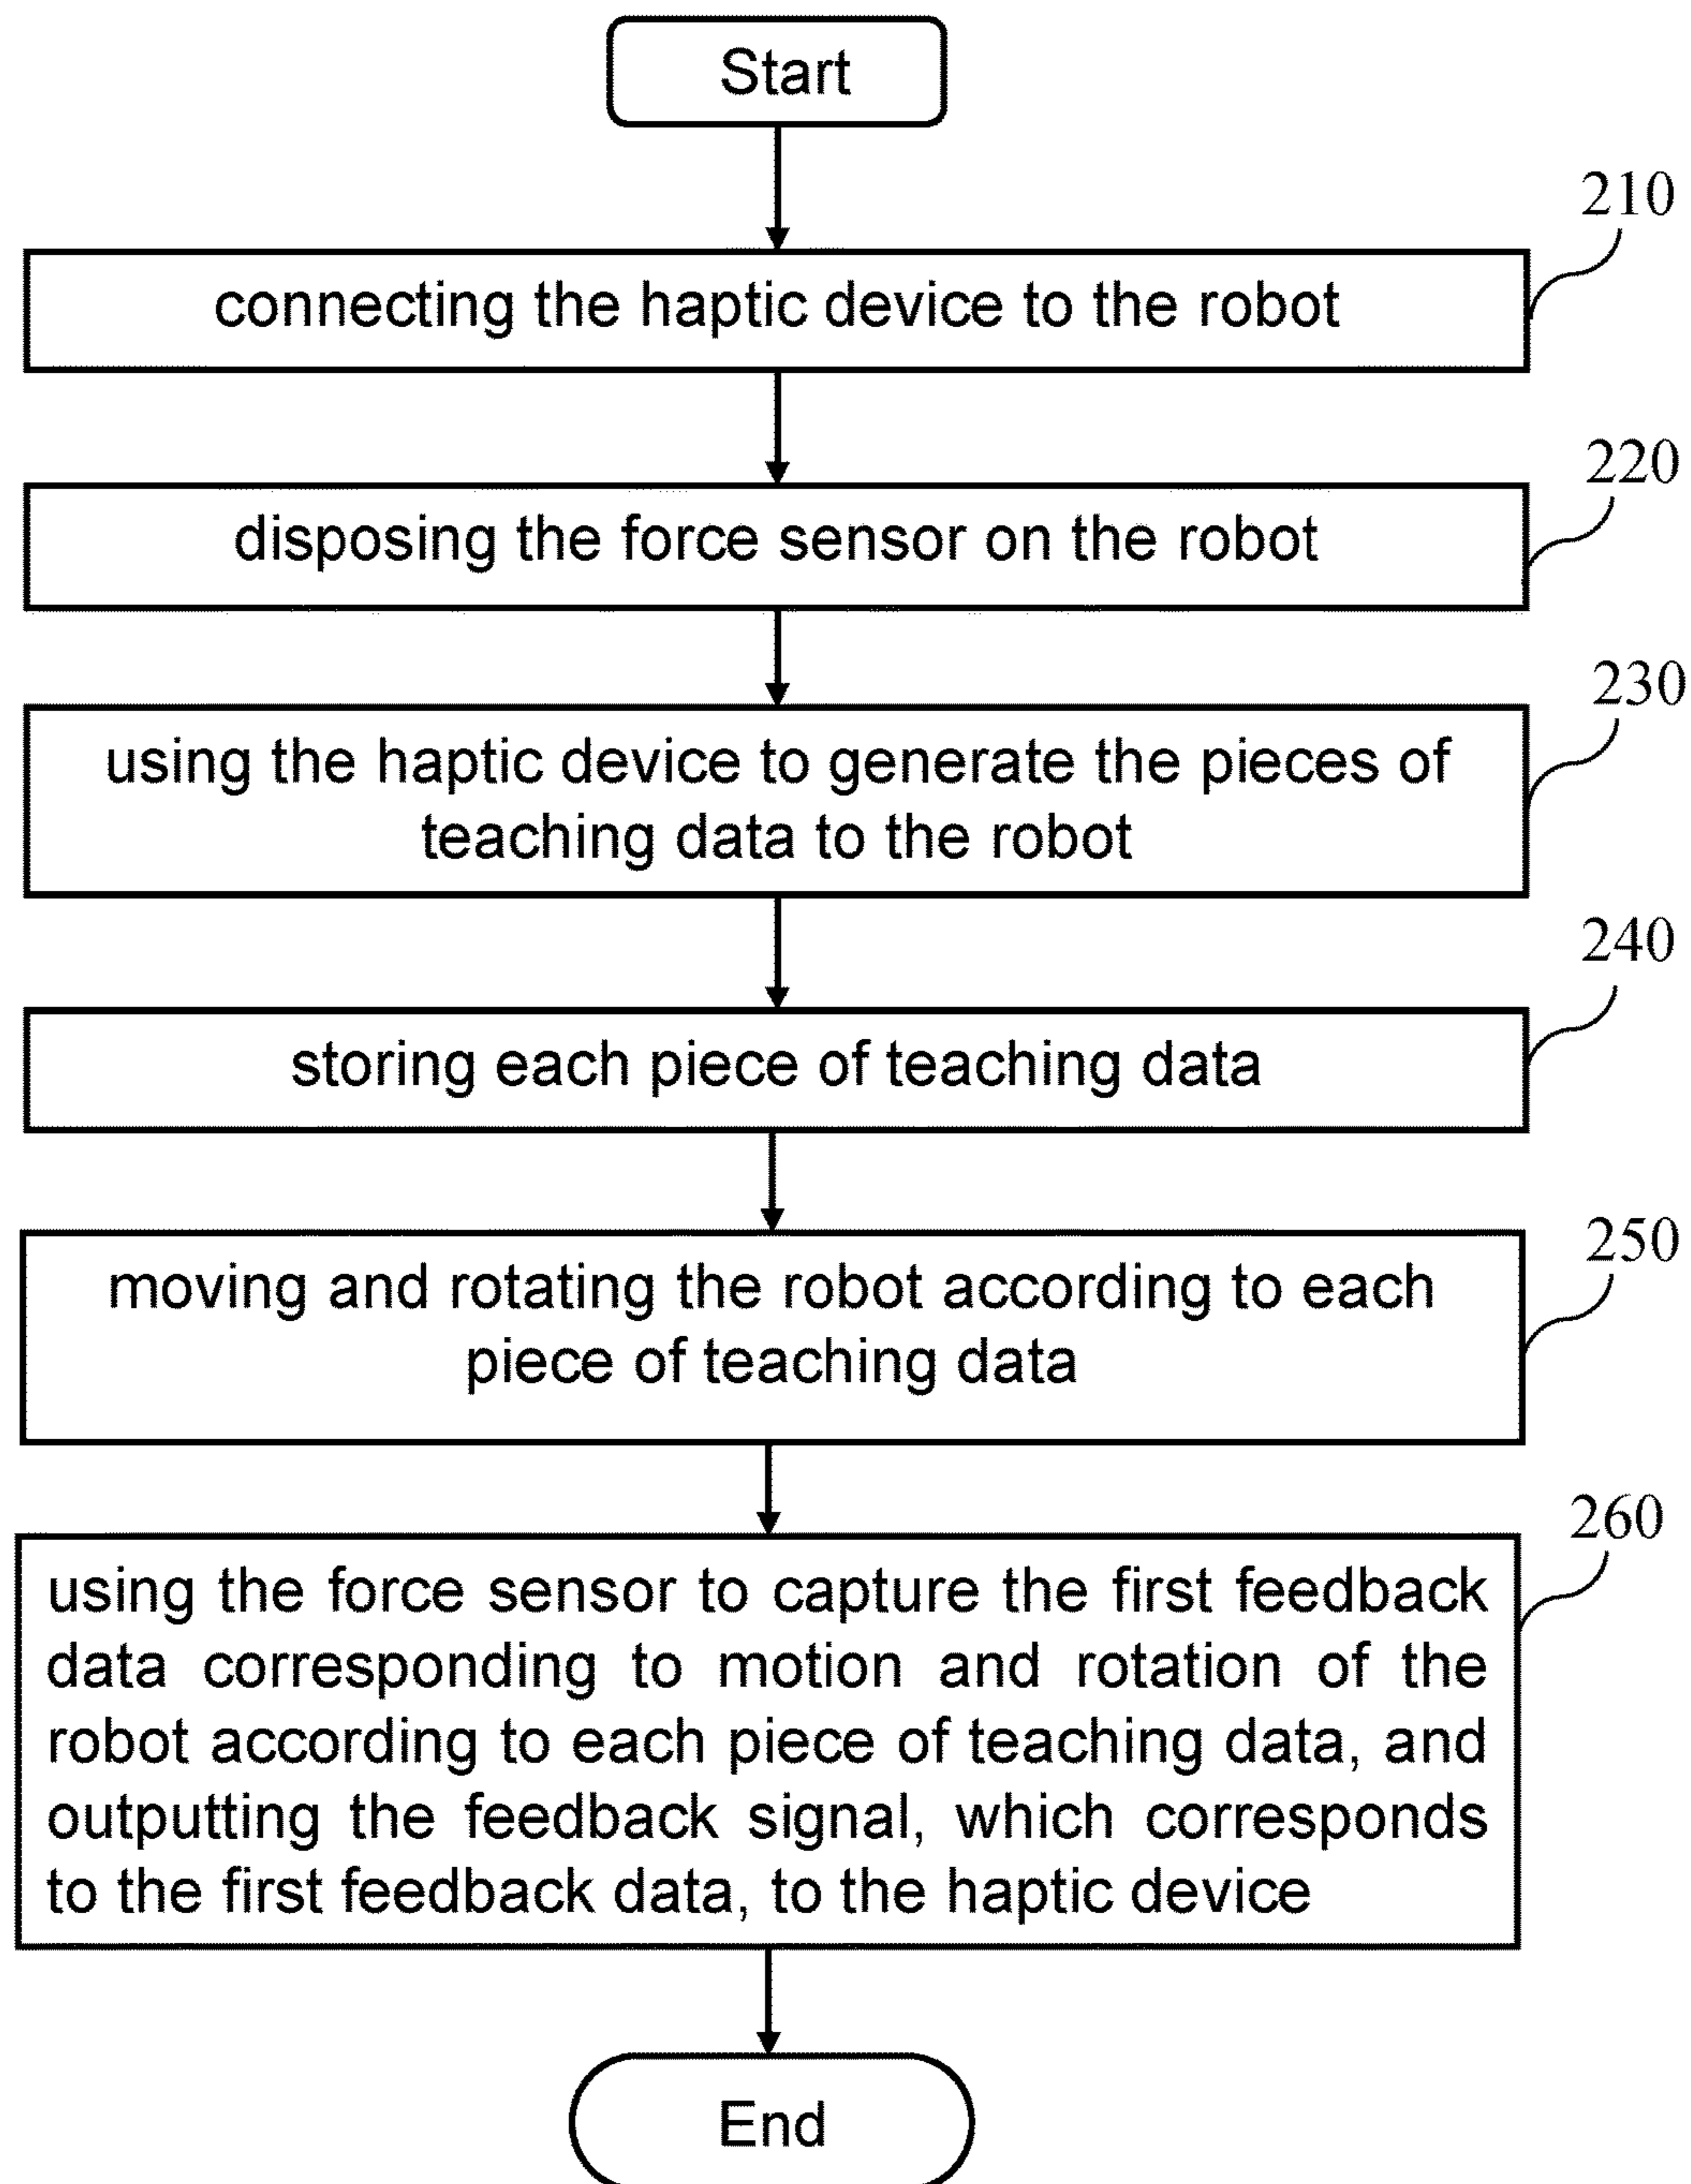 Start
210
connecting the haptic device to the robot
220
disposing the force sensor on the robot
230
using the haptic device to generate the pieces of
teaching data to the robot
240
storing each piece of teaching data
250
moving and rotating the robot according to each
piece of teaching data
260
using the force sensor to capture the first feedback
data corresponding to motion and rotation of the
robot according to each piece of teaching data, and
outputting the feedback signal, which corresponds
to the first feedback data, to the haptic device
End